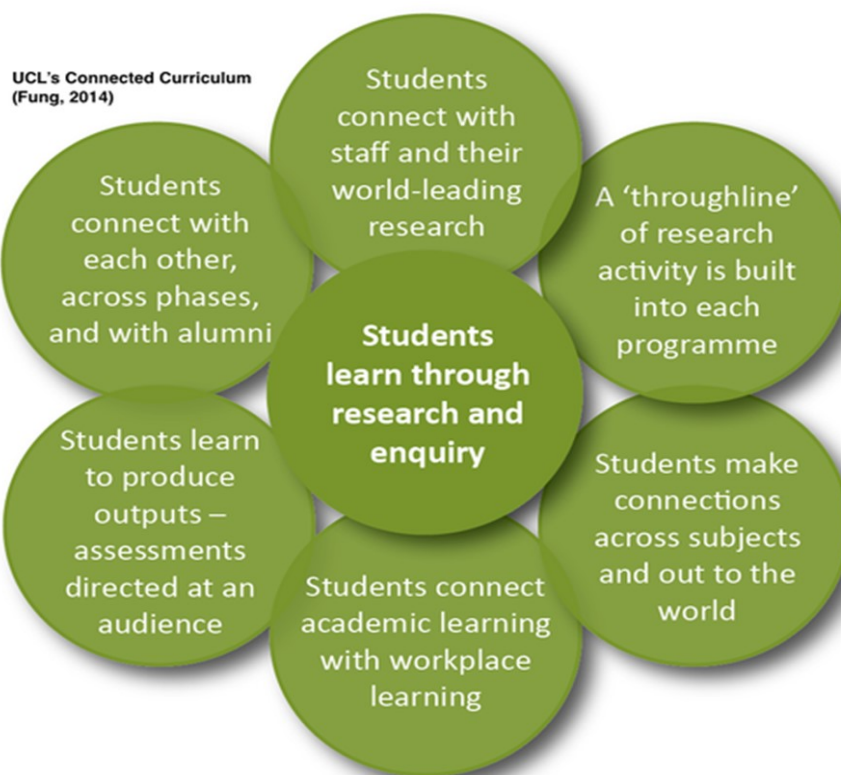 UCL's Connected Curriculum
(Fung, 2014)
Students
connect with
staff and their
world-leading
research
A ‘throughline’
of research
activity is built
into each
programme
Students make
connections
across subjects
and out to the
world
Students connect
academic learning
with workplace
learning
Students learn
to produce
outputs –
assessments
directed at an
audience
Students
connect with
each other,
across phases,
and with alumni
Students
learn through
research and
enquiry